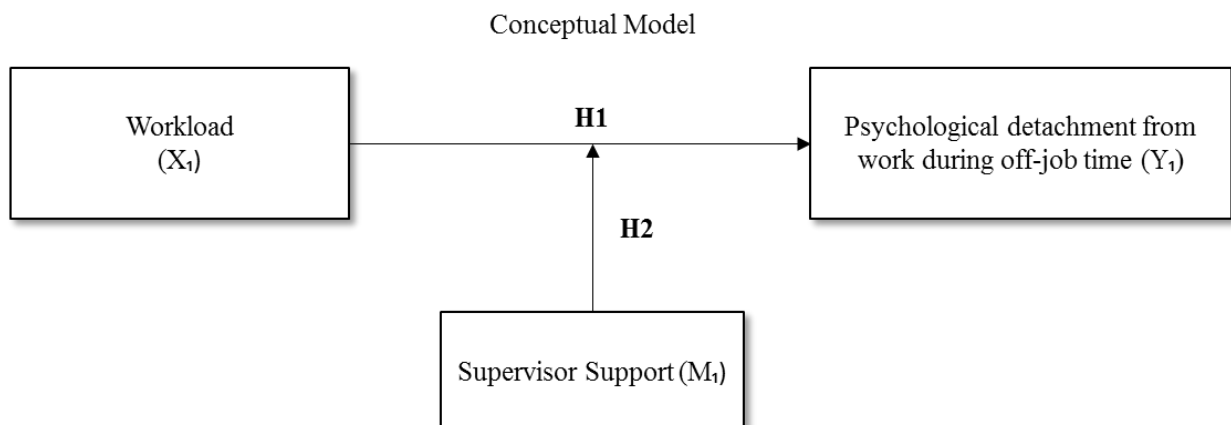 Conceptual Model
Workload
(X₁)
H1
Psychological detachment from
work during off-job time (Y₁)
H2
Supervisor Support (M₁)